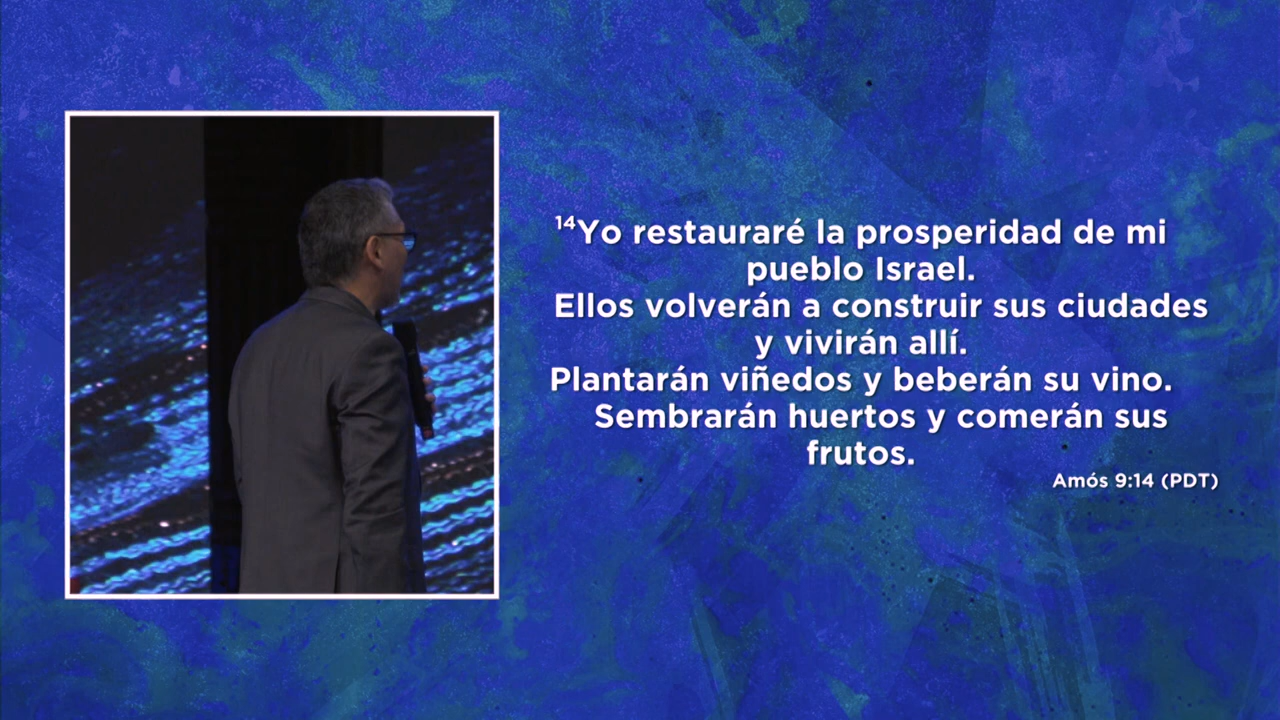 ¹⁴Yo restauraré la prosperidad de mi
pueblo Israel.
Ellos volverán a construir sus ciudades
y vivirán allí.
Plantarán viñedos y beberán su vino.
Sembrarán huertos y comerán sus
frutos.
Amós 9:14 (PDT)